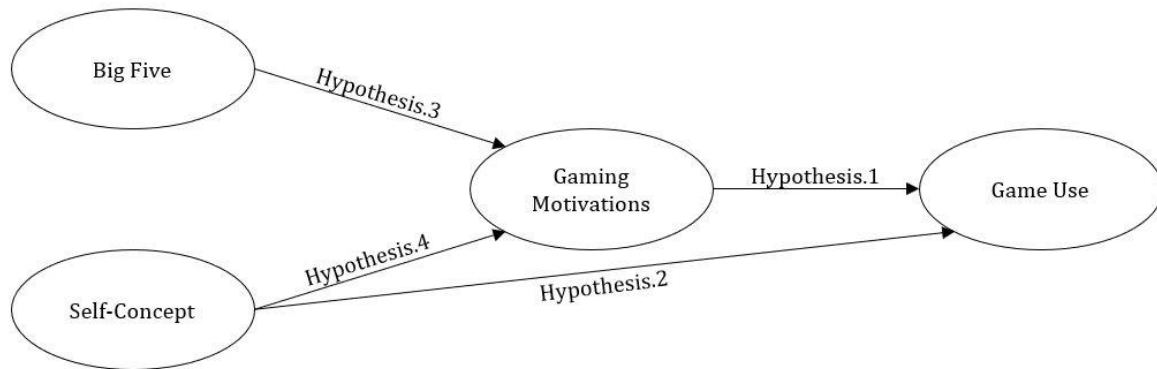 Big Five
Hypothesis.3
Gaming
Motivations
Hypothesis.1
Game Use
Hypothesis.4
Self-Concept
Hypothesis.2